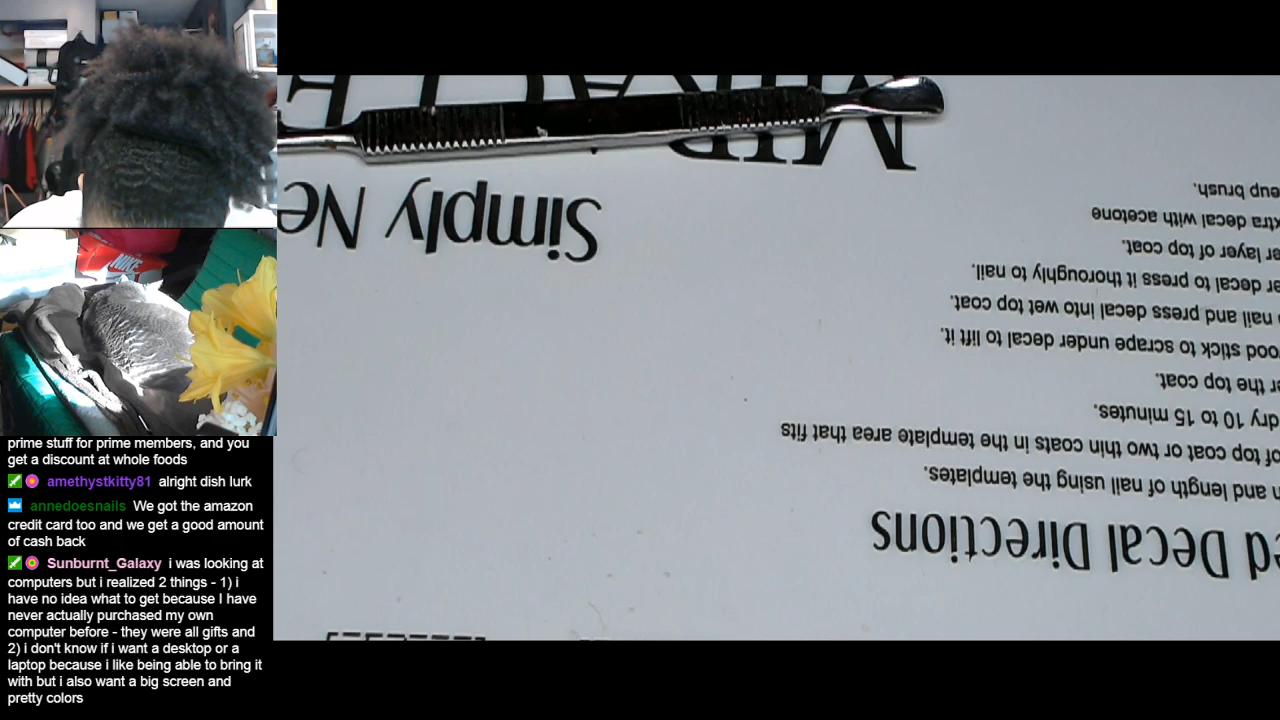 NIKE
prime stuff for prime members, and you
get a discount at whole foods
amethystkitty81 alright dish lurk
annedoesnails We got the amazon
credit card too and we get a good amount
of cash back
Sunburnt_Galaxy i was looking at
computers but i realized 2 things - 1) i
have no idea what to get because I have
never actually purchased my own
computer before - they were all gifts and
2) i don't know if i want a desktop or a
laptop because i like being able to bring it
with but i also want a big screen and
pretty colors
Decal Directions
and length of nail using the templates.
of top coat or two thin coats in the template area that fits
dry 10 to 15 minutes.
the top coat.
stick to scrape under decal to lift it.
nail and press decal into wet top coat
decal to press it thoroughly to nail.
layer of top coat.
decal with acetone
brush.
Simply